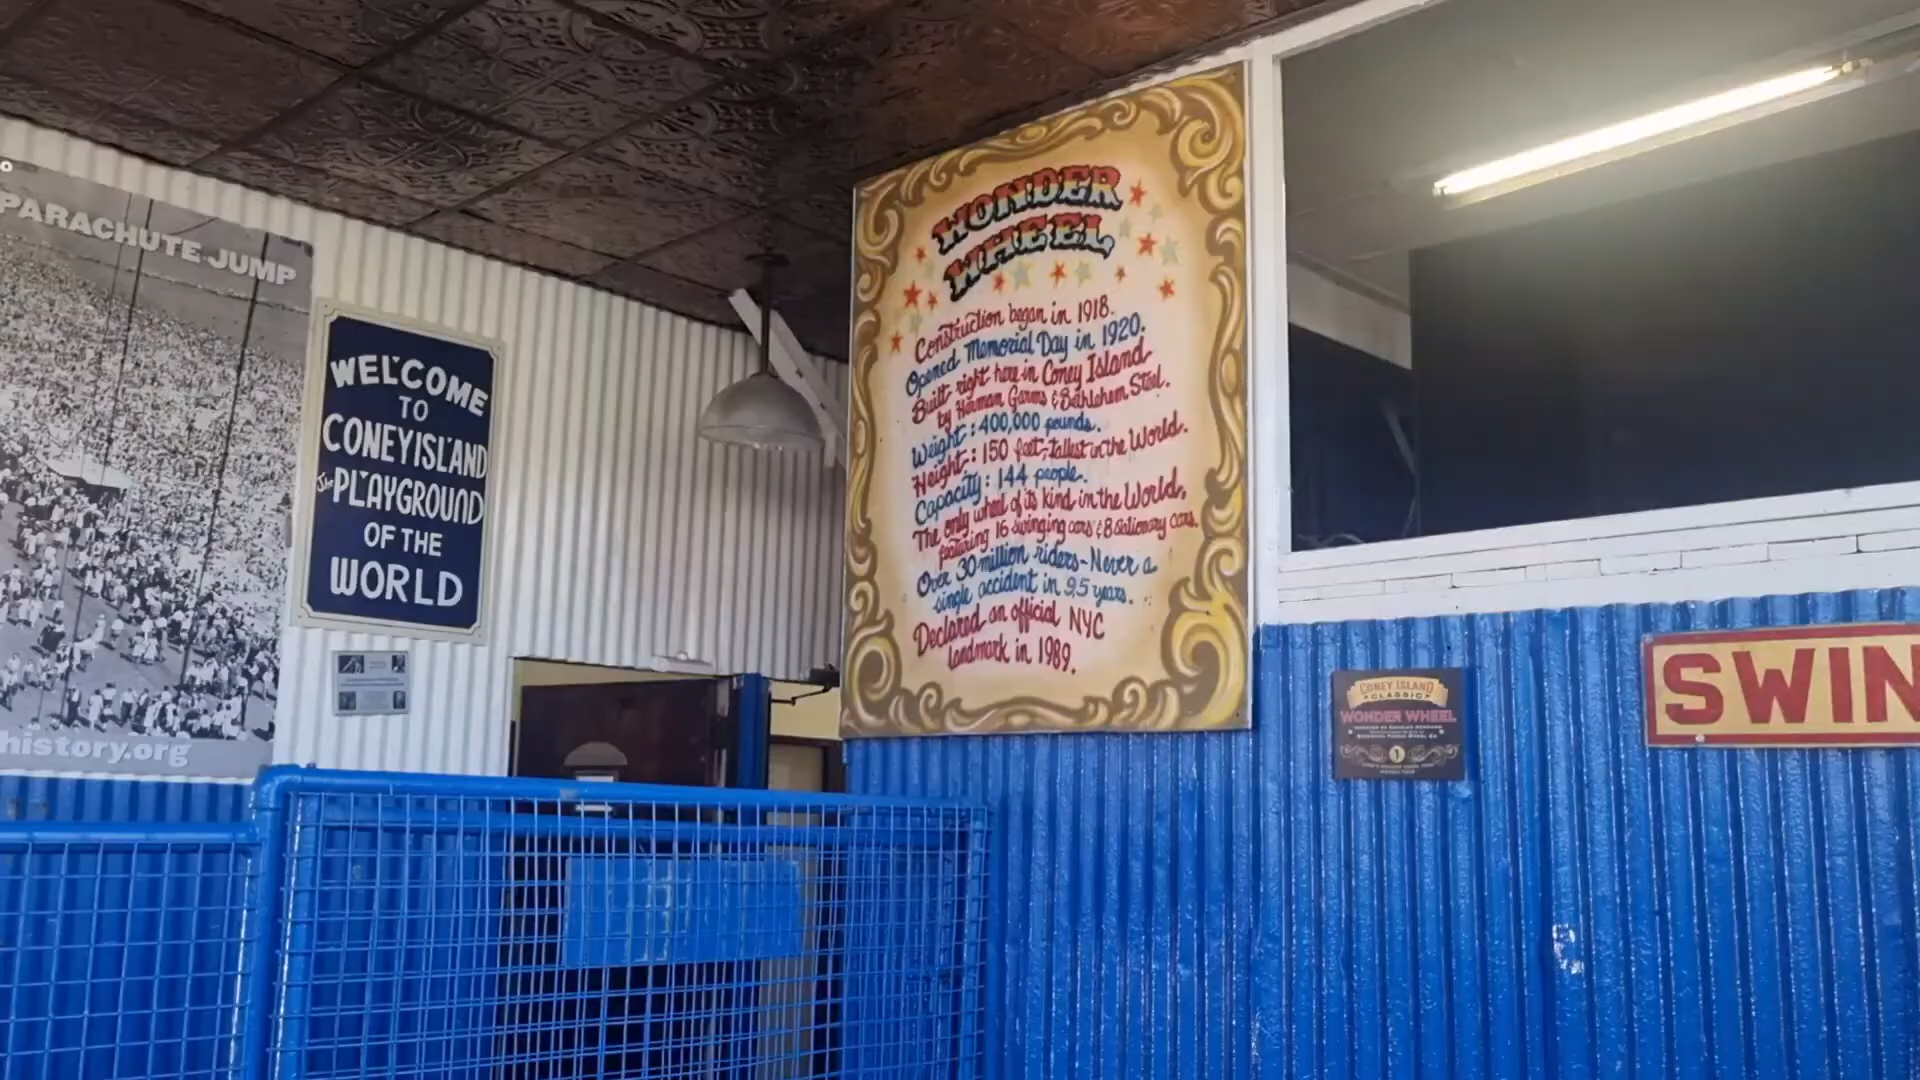 PARACHUTE JUMP
history.org
WELCOME
TO
CONEY ISLAND
The PLAYGROUND
OF THE
WORLD
WONDER
WHEEL
Construction began in 1918.
Opened Memorial Day in 1920.
Built right here in Coney Island
by Herman Garms & Bethlehem Steel.
Weight: 400,000 pounds.
Height: 150 feet-Tallest in the World.
Capacity: 144 people.
The only wheel of its kind in the World,
featuring 16 swinging cars & 8 stationary cars.
Over 30 million riders-Never a
single accident in 95 years.
Declared an official NYC
landmark in 1989.
CONEY ISLAND
CLASSIC
WONDER WHEEL
SWIN